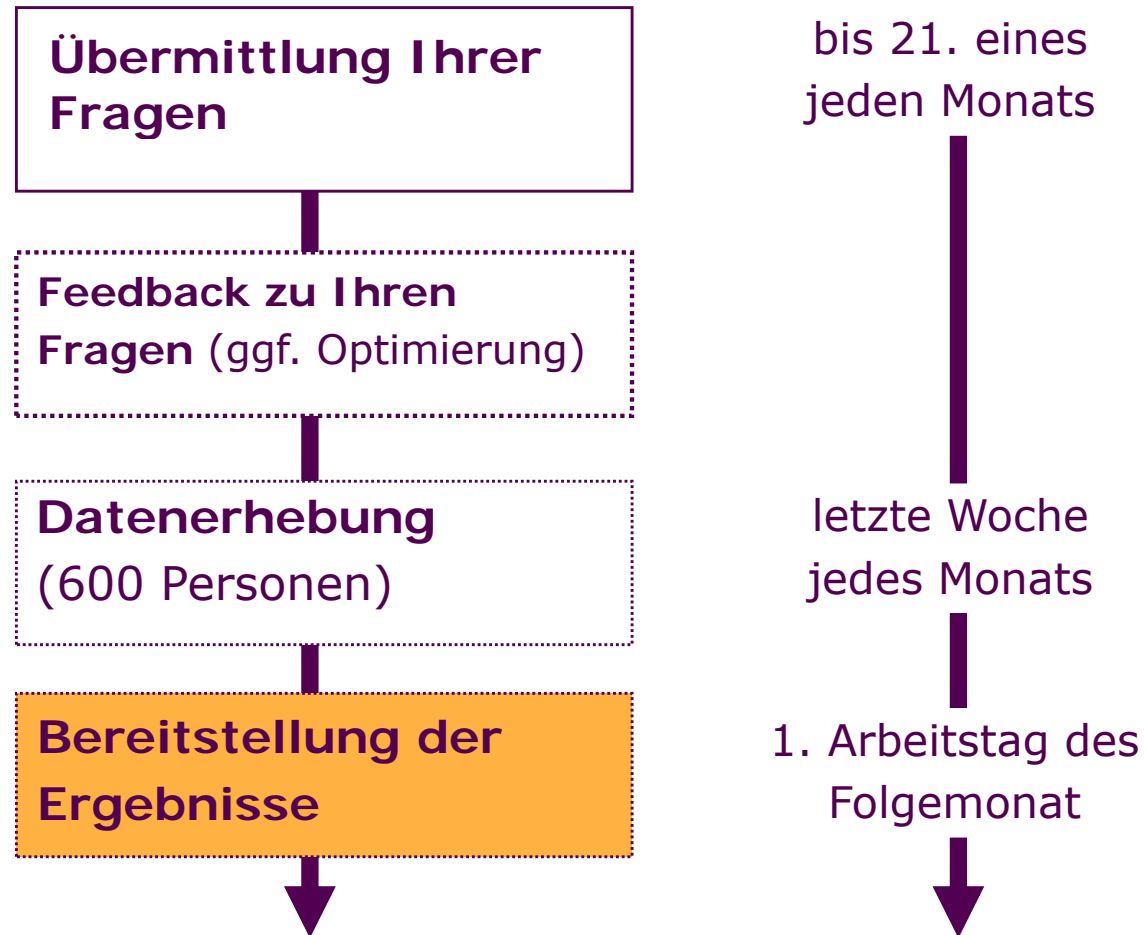 Übermittlung Ihrer
Fragen
bis 21. eines
jeden Monats
Feedback zu Ihren
Fragen (ggf. Optimierung)
Datenerhebung
(600 Personen)
letzte Woche
jedes Monats
Bereitstellung der
Ergebnisse
1. Arbeitstag des
Folgemonat